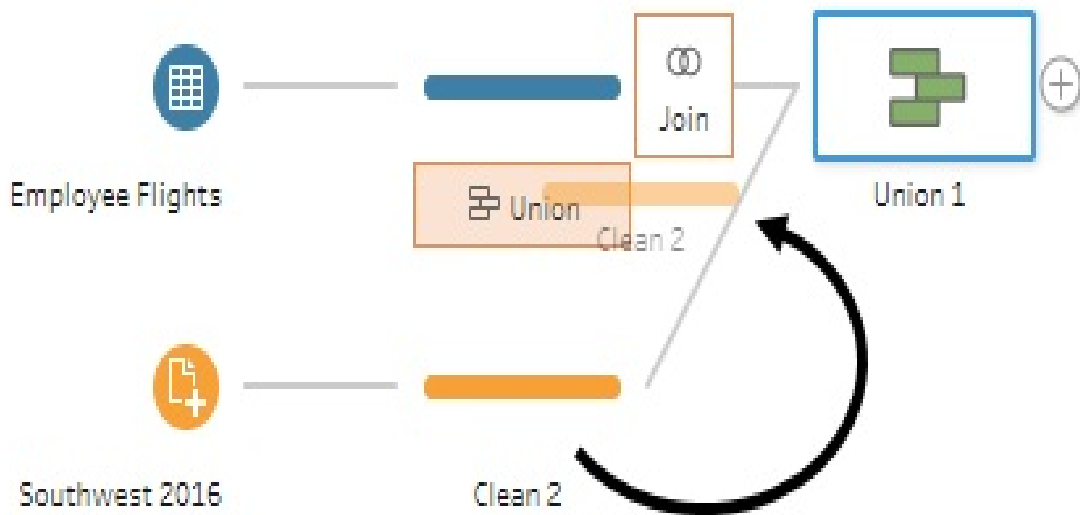 Join
Employee Flights
Union
Union 1
Clean 2
Southwest 2016
Clean 2